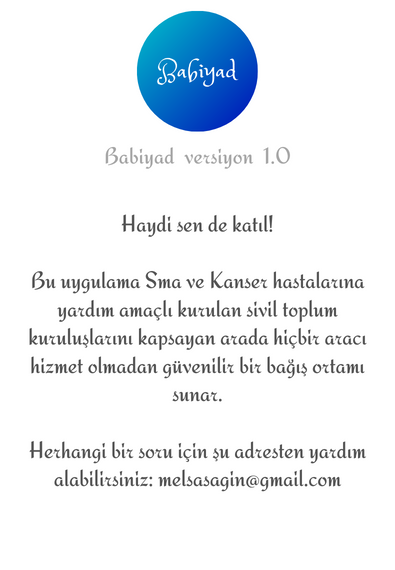 Babiyad
Babiyad versiyon 1.0
Haydi sen de katıl!
Bu uygulama Sma ve Kanser hastalarına
yardım amaçlı kurulan sivil toplum
kuruluşlarını kapsayan arada hiçbir aracı
hizmet olmadan güvenilir bir bağış ortamı
sunar.
Herhangi bir soru için şu adresten yardım
alabilirsiniz: melsasagin@gmail.com